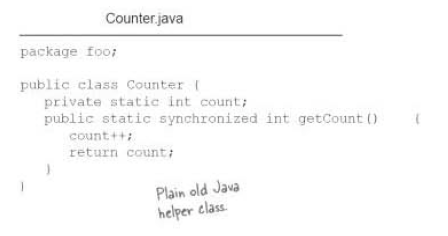 Counter.java
package foo;
public class Counter {
private static int count;
public static synchronized int getCount() {
count++;
return count;
}
}
Plain old Java
helper class.